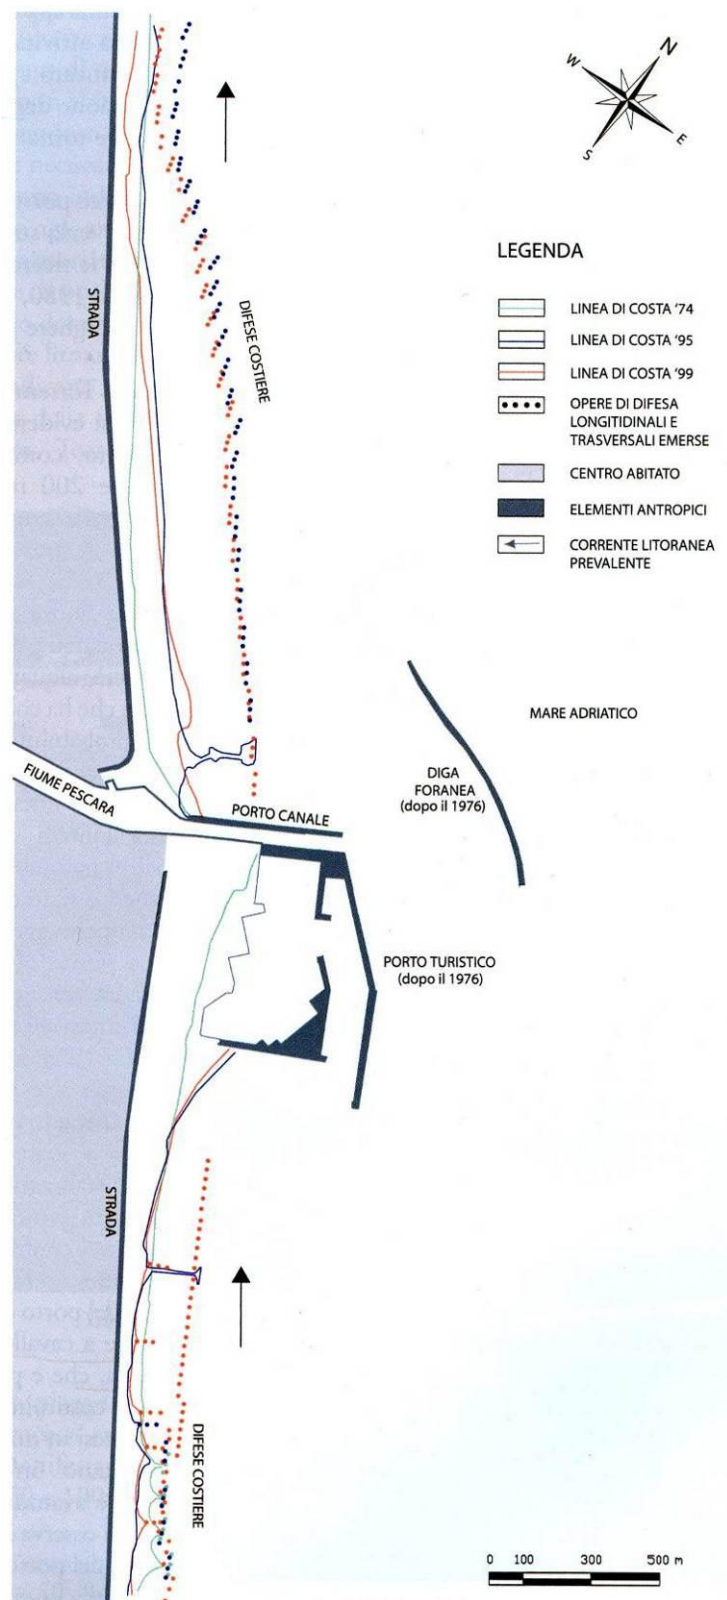 N
W
E
S
LEGENDA
LINEA DI COSTA '74
LINEA DI COSTA '95
LINEA DI COSTA '99
OPERE DI DIFESA
LONGITIDINALI E
TRASVERSALI EMERSE
CENTRO ABITATO
ELEMENTI ANTROPICI
CORRENTE LITORANEA
PREVALENTE
STRADA
DIFESE COSTIERE
MARE ADRIATICO
DIGA
FORANEA
(dopo il 1976)
FIUME PESCARA
PORTO CANALE
PORTO TURISTICO
(dopo il 1976)
STRADA
DIFESE COSTIERE
0 100 300 500 m